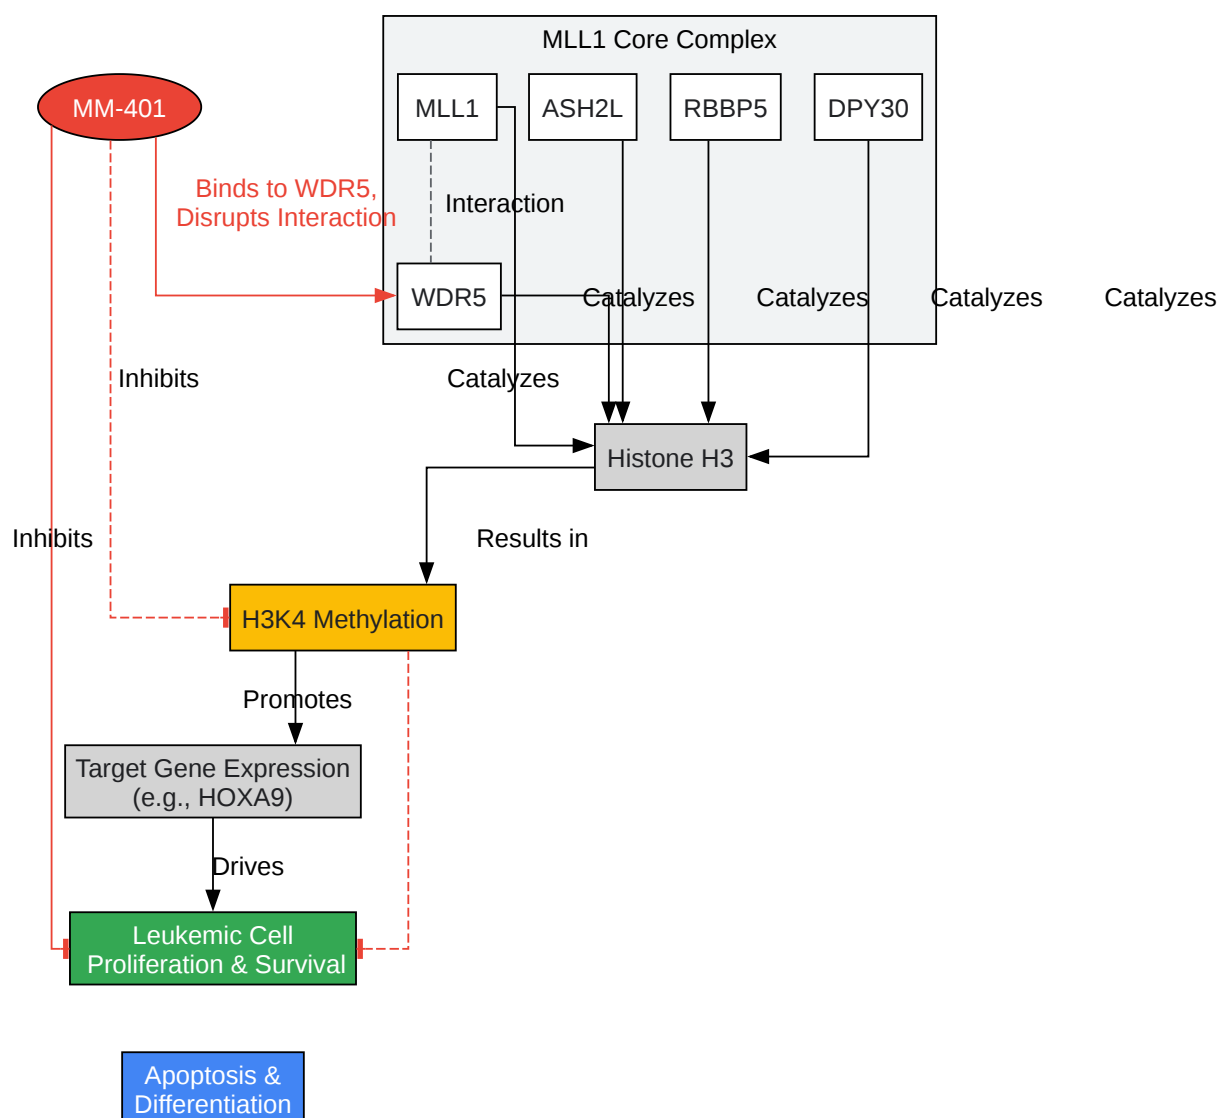 MLL1 Core Complex
MM-401
MLL1
ASH2L
RBBP5
DPY30
Binds to WDR5,
Disrupts Interaction
Interaction
WDR5
Catalyzes
Catalyzes
Catalyzes
Catalyzes
Inhibits
Catalyzes
Histone H3
Inhibits
Results in
H3K4 Methylation
Promotes
Target Gene Expression
(e.g., HOXA9)
Drives
Leukemic Cell
Proliferation & Survival
Apoptosis &
Differentiation